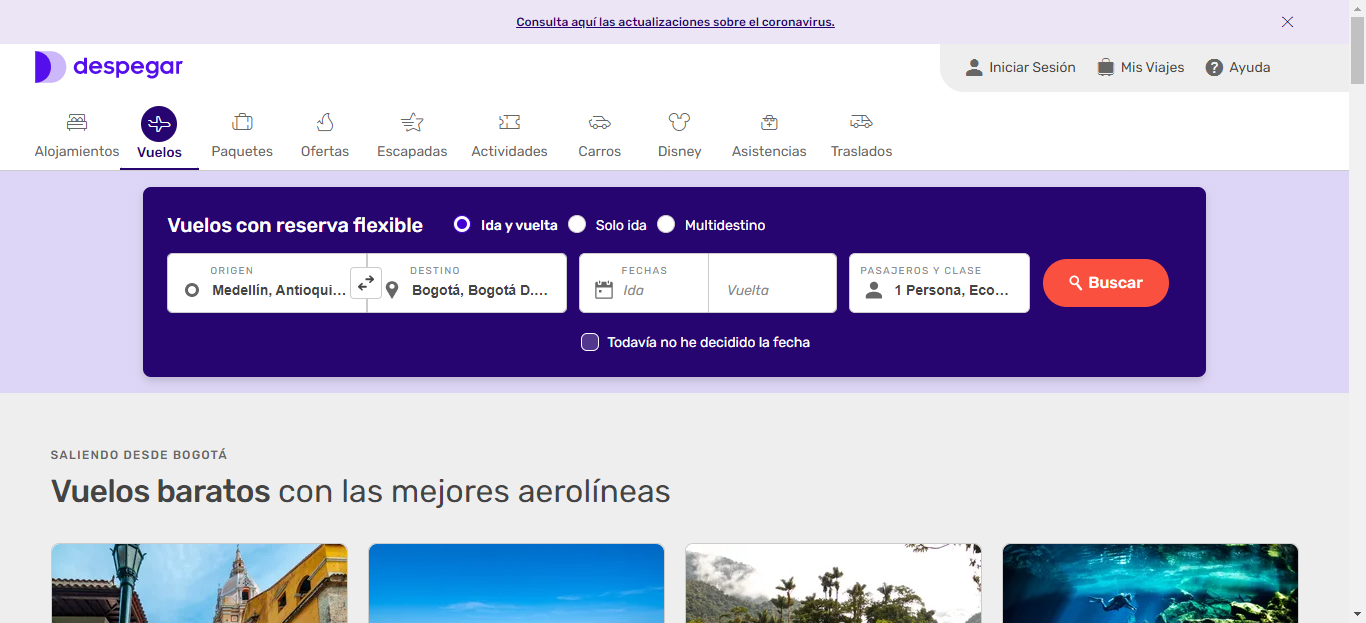 Consulta aquí las actualizaciones sobre el coronavirus.
despegar
Iniciar Sesión
Mis Viajes
Ayuda
Alojamientos
Vuelos
Paquetes
Ofertas
Escapadas
Actividades
Carros
Disney
Asistencias
Traslados
Vuelos con reserva flexible
Ida y vuelta
Solo ida
Multidestino
ORIGEN
Medellín, Antioqui...
DESTINO
Bogotá, Bogotá D....
FECHAS
Ida
Vuelta
PASAJEROS Y CLASE
1 Persona, Eco...
Buscar
Todavía no he decidido la fecha
SALIENDO DESDE BOGOTÁ
Vuelos baratos con las mejores aerolíneas